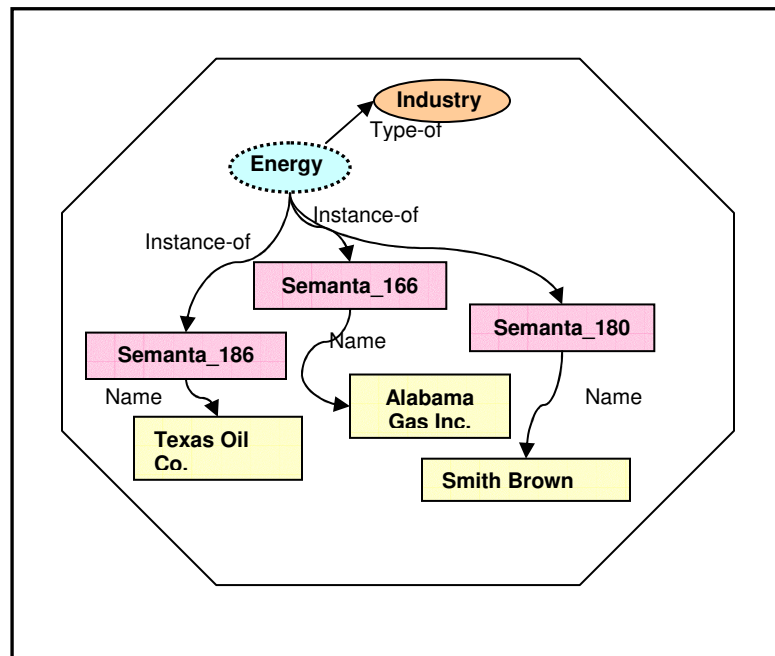 Industry
Type-of
Energy
Instance-of
Instance-of
Semanta_166
Semanta_180
Semanta_186
Name
Name
Name
Alabama
Gas Inc.
Texas Oil
Co.
Smith Brown